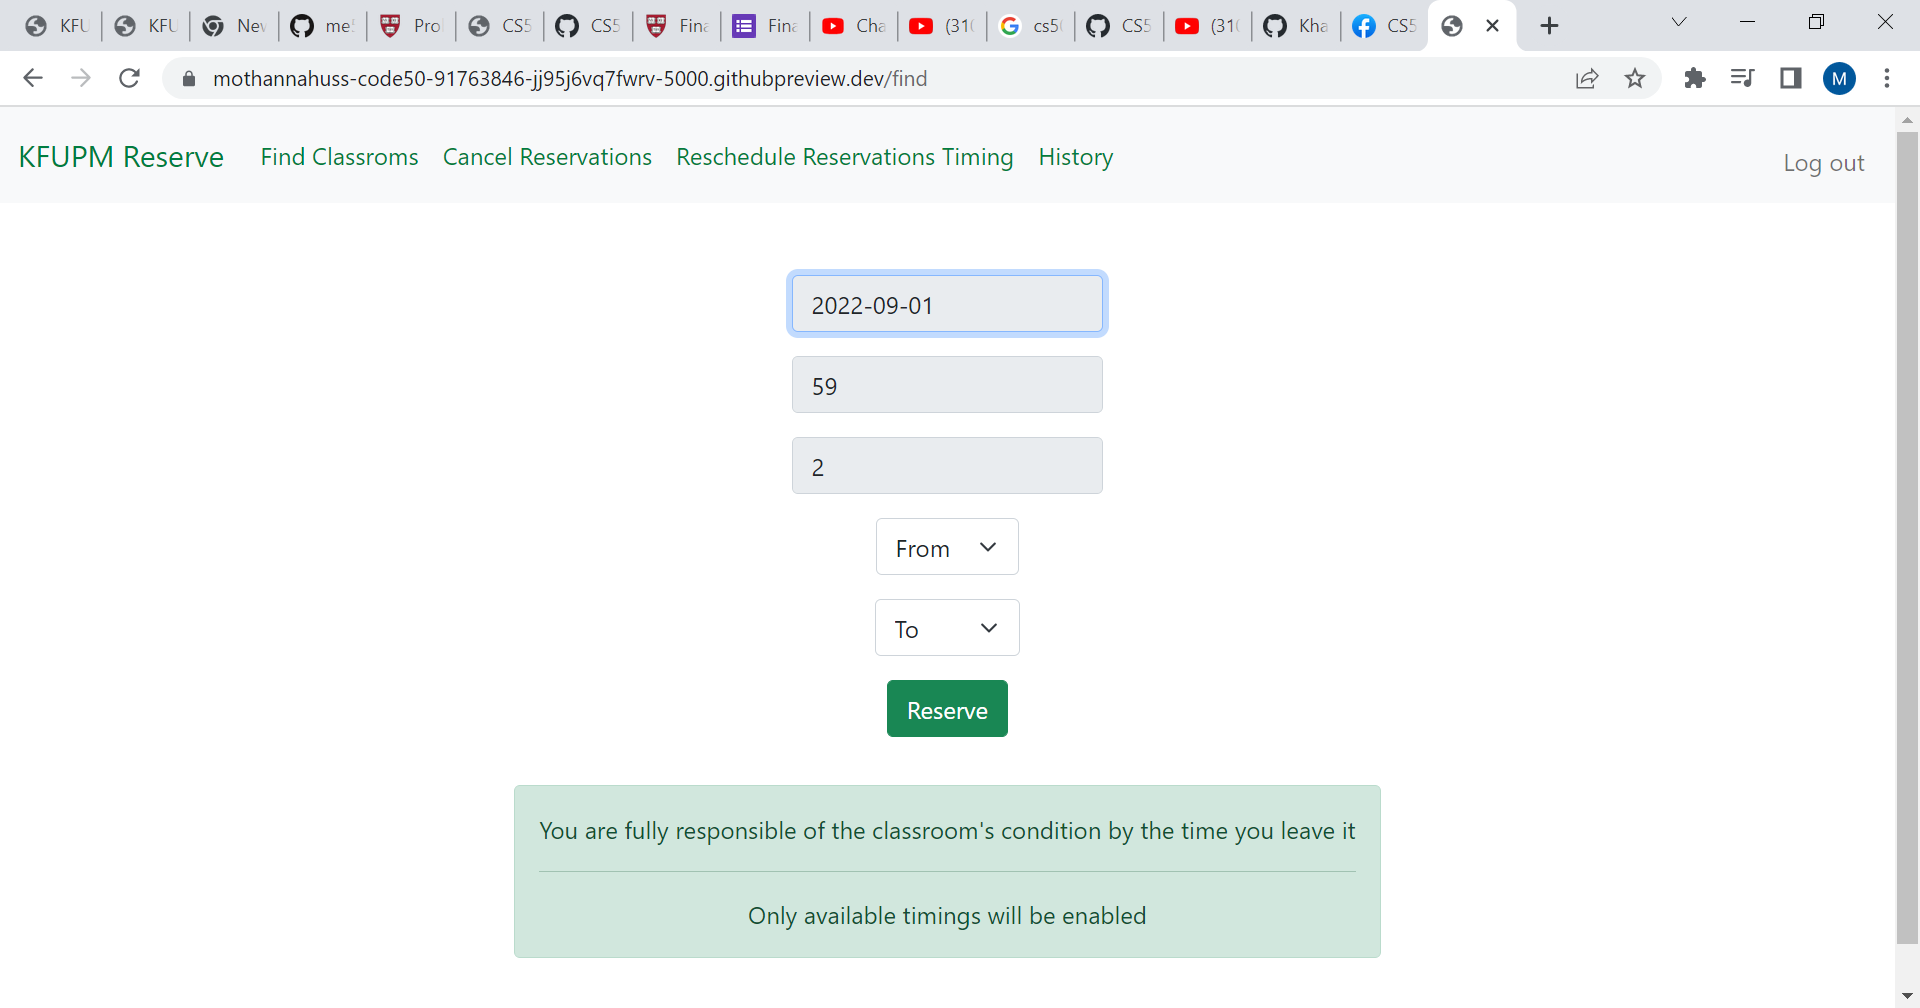 KFU KFU Nev me Pro CS5 CS5 Fina Fina Cha (310 cs50 CS5 (310 Kha CS5
mothannahuss-code50-91763846-jj95j6vq7fwrv-5000.githubpreview.dev/find M
KFUPM Reserve Find Classroms Cancel Reservations Reschedule Reservations Timing History Log out
2022-09-01
59
2
From
To
Reserve
You are fully responsible of the classroom's condition by the time you leave it
Only available timings will be enabled